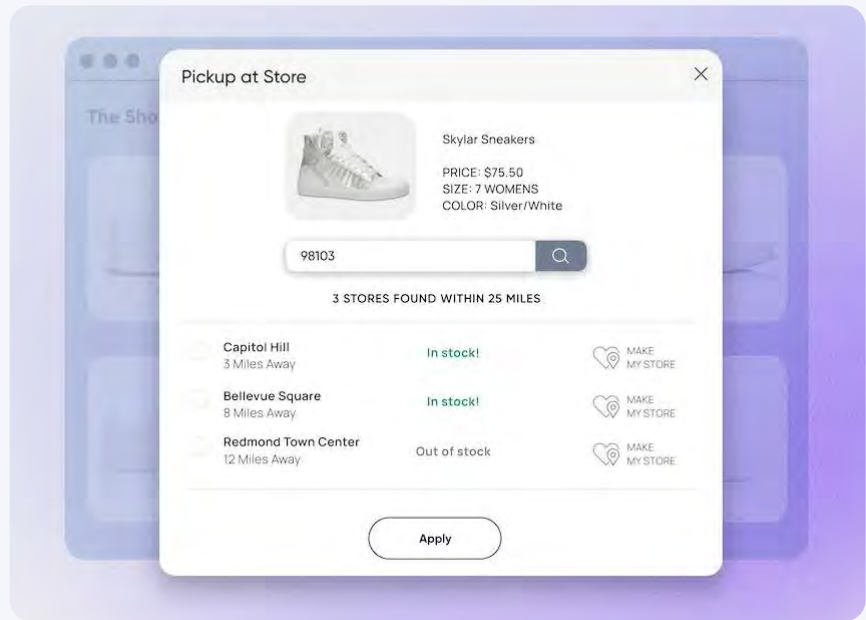 Pickup at Store
The Sho
Skylar Sneakers
PRICE: $75.50
SIZE: 7 WOMENS
COLOR: Silver/White
98103
3 STORES FOUND WITHIN 25 MILES
Capitol Hill
3 Miles Away
In stock!
MAKE
MY STORE
Bellevue Square
8 Miles Away
In stock!
MAKE
MY STORE
Redmond Town Center
12 Miles Away
Out of stock
MAKE
MY STORE
Apply